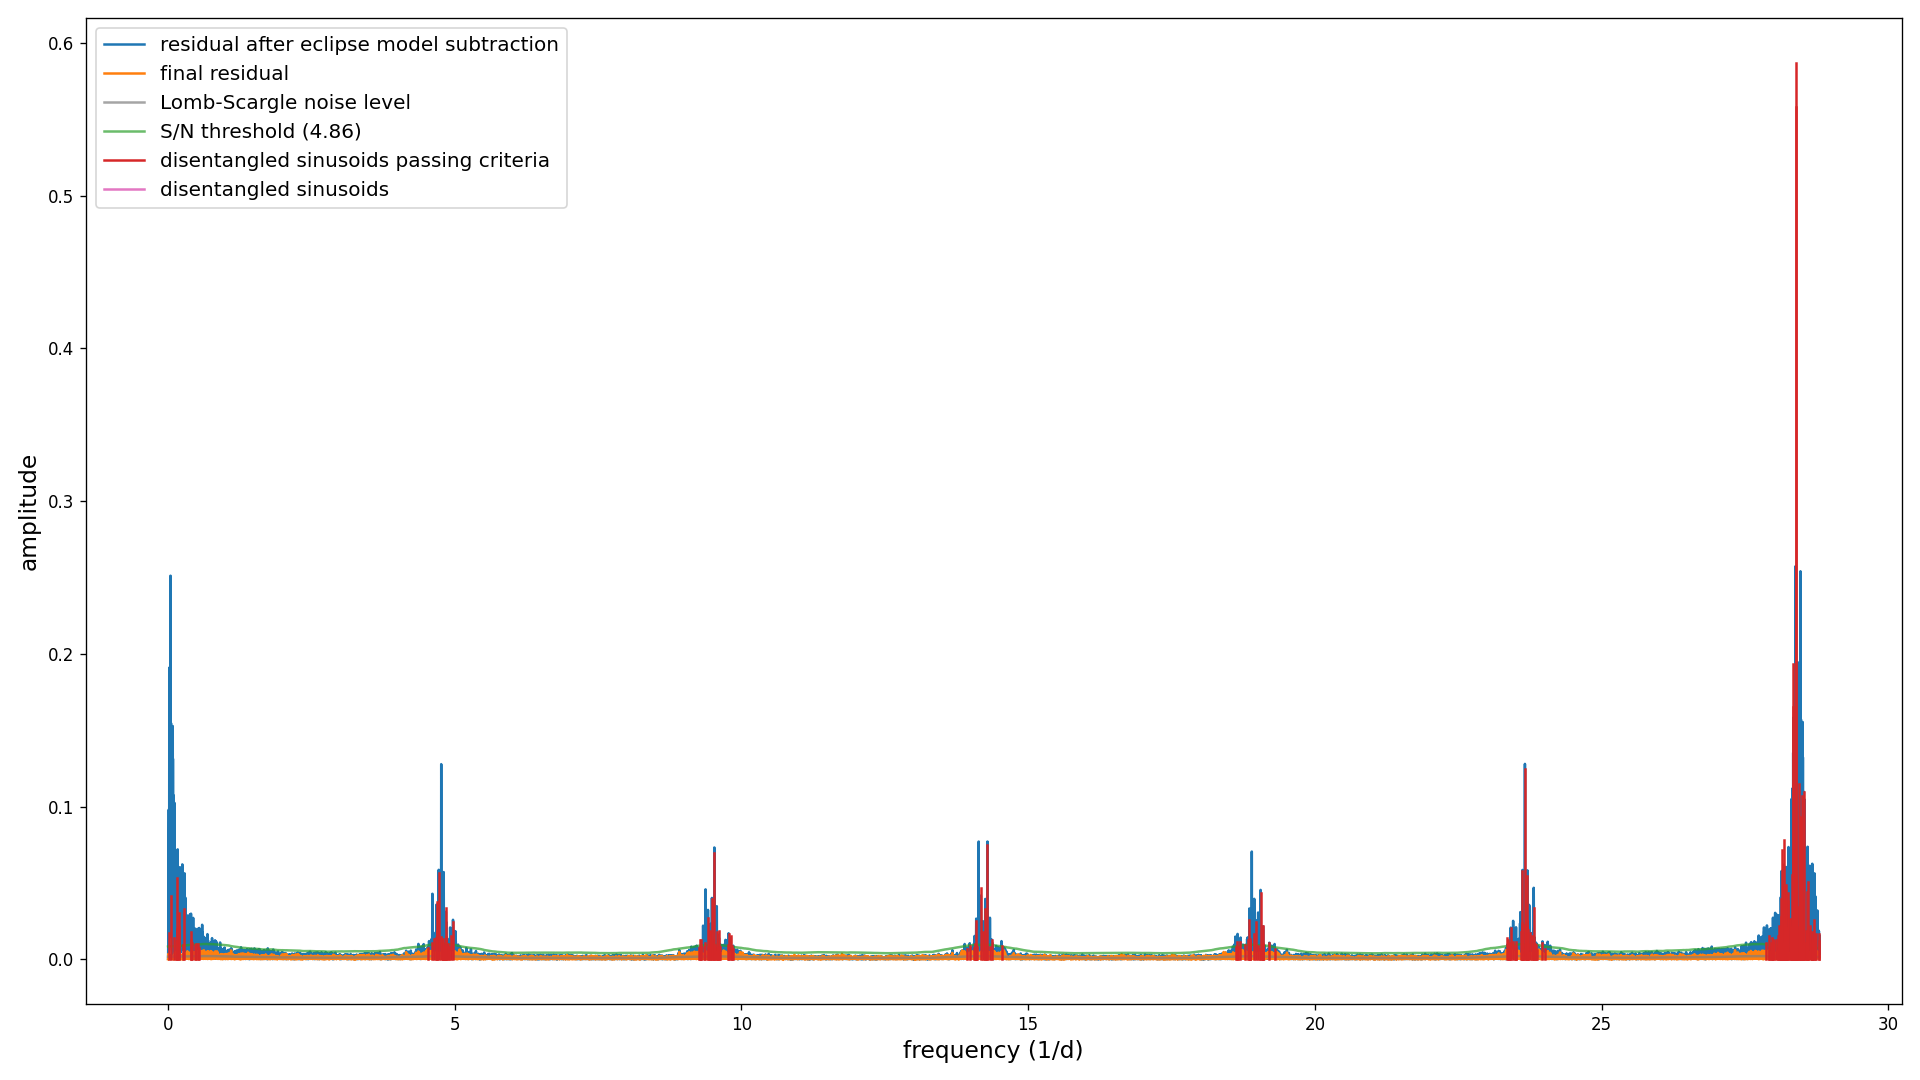 residual after eclipse model subtraction
final residual
Lomb-Scargle noise level
S/N threshold (4.86)
disentangled sinusoids passing criteria
disentangled sinusoids
0.6
0.5
0.4
0.3
0.2
0.1
0.0
amplitude
0 5 10 15 20 25 30
frequency (1/d)